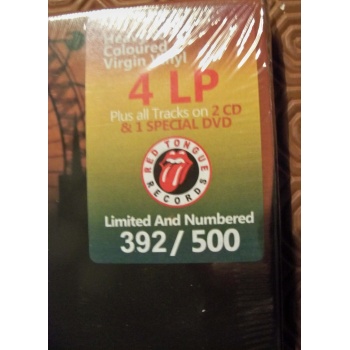 Coloured
Virgin Vinyl
4 LP
Plus all Tracks on 2 CD
& 1 SPECIAL DVD
RED TONGUE
RECORDS
Limited And Numbered
392 / 500